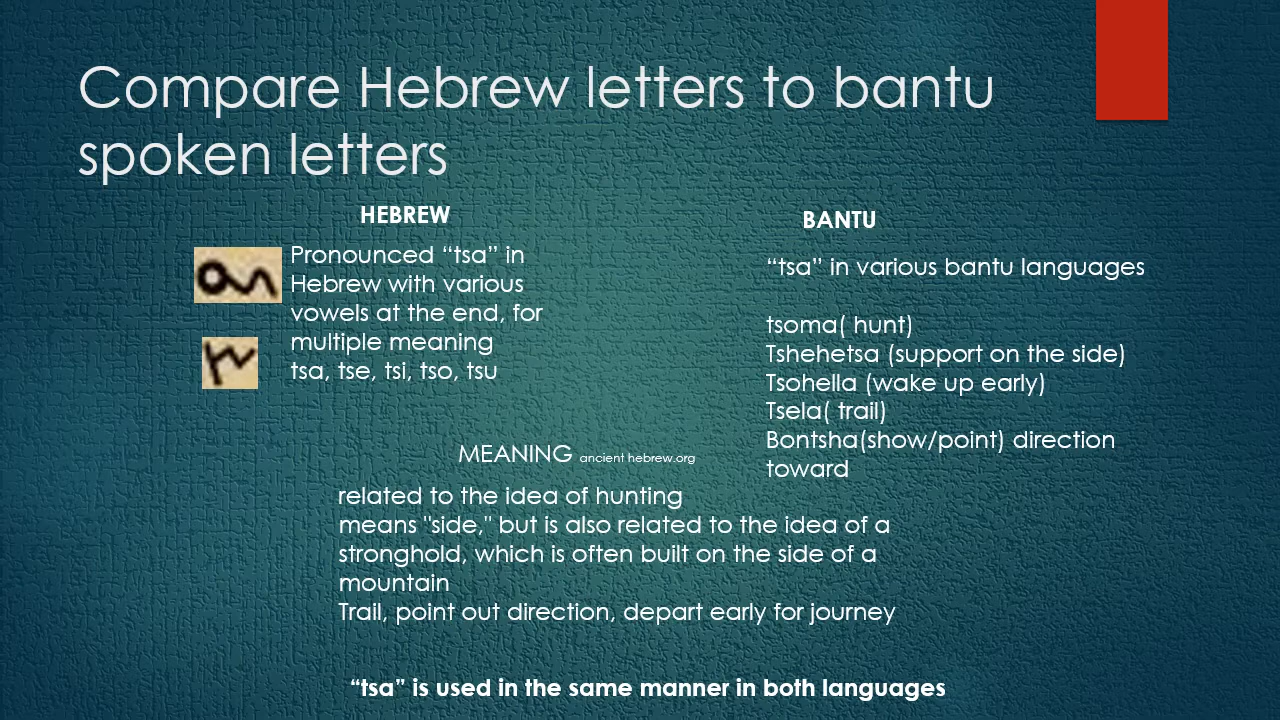 Compare Hebrew letters to bantu
spoken letters
HEBREW
Pronounced “tsa” in
Hebrew with various
vowels at the end, for
multiple meaning
tsa, tse, tsi, tso, tsu
BANTU
“tsa” in various bantu languages
tsoma( hunt)
Tshehetsa (support on the side)
Tsohella (wake up early)
Tsela( trail)
Bontsha(show/point) direction
toward
MEANING ancient hebrew.org
related to the idea of hunting
means "side," but is also related to the idea of a
stronghold, which is often built on the side of a
mountain
Trail, point out direction, depart early for journey
“tsa” is used in the same manner in both languages